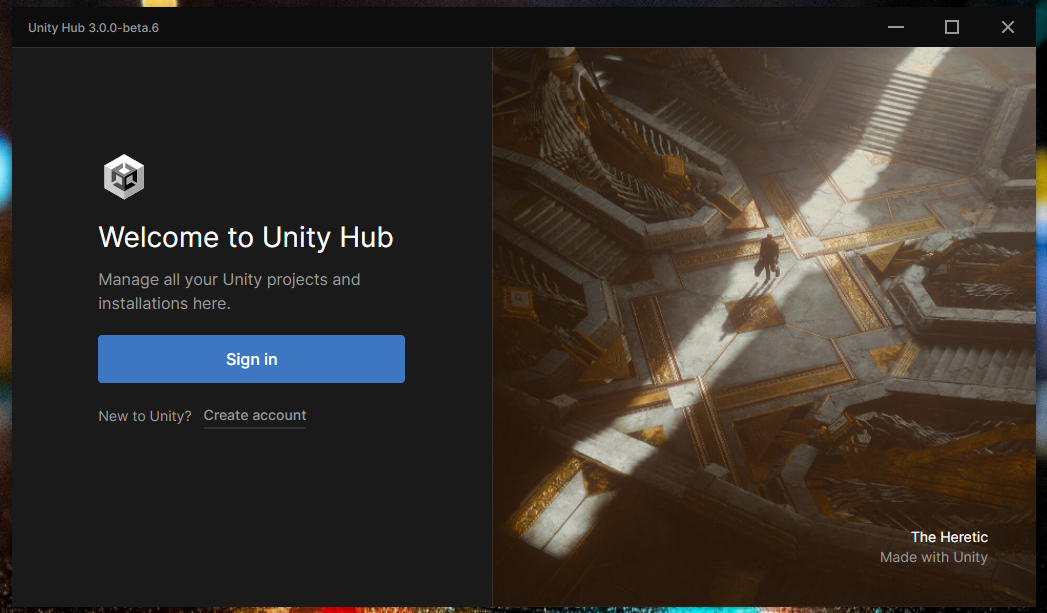 Unity Hub 3.0.0-beta.6
Welcome to Unity Hub
Manage all your Unity projects and
installations here.
Sign in
New to Unity? Create account
The Heretic
Made with Unity